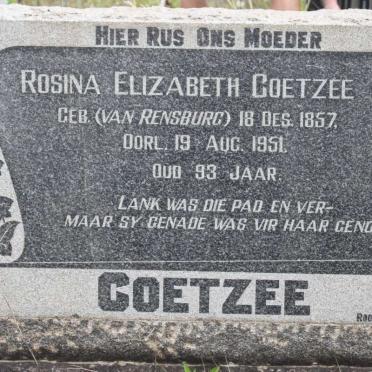 HIER RUS ONS MOEDER
ROSINA ELIZABETH COETZEE
GEB. (VAN RENSBURG) 18 DES. 1857.
OORL. 19 AUG. 1951.
OUD 93 JAAR.
LANK WAS DIE PAD EN VER-
MAAR SY GENADE WAS VIR HAAR
COETZEE